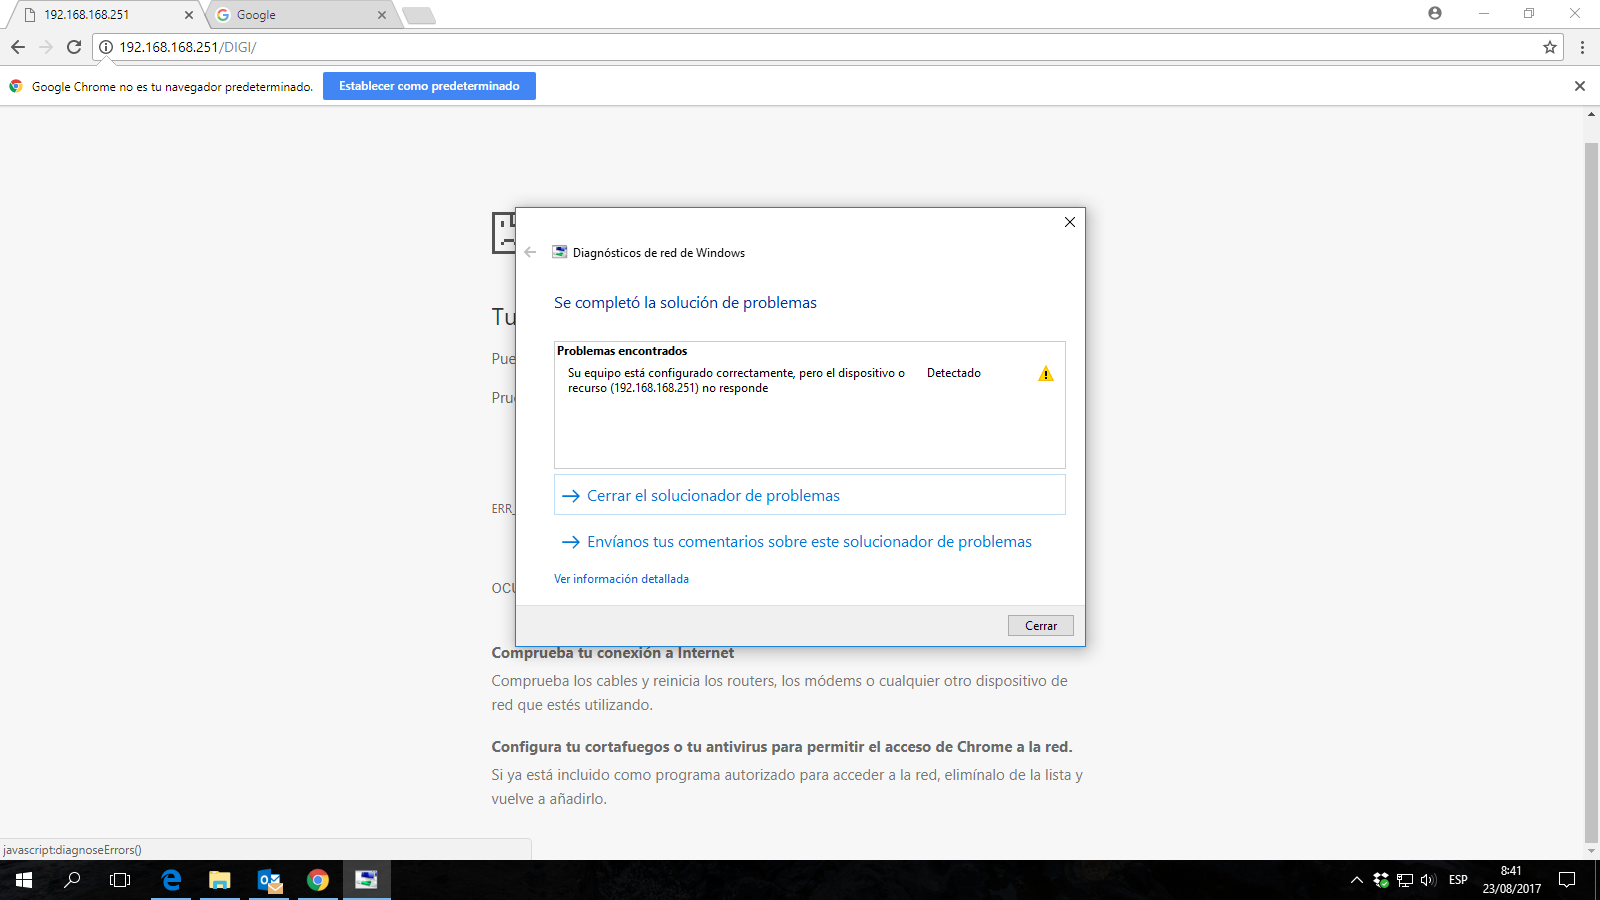 192.168.168.251
Google
192.168.168.251/DIGI/
Google Chrome no es tu navegador predeterminado.
Establecer como predeterminado
Diagnósticos de red de Windows
Se completó la solución de problemas
Tu
Problemas encontrados
Pue
Su equipo está configurado correctamente, pero el dispositivo o
Detectado
recurso (192.168.168.251) no responde
Pru
Cerrar el solucionador de problemas
ERR_
Envíanos tus comentarios sobre este solucionador de problemas
Ver información detallada
OCU
Cerrar
Comprueba tu conexión a Internet
Comprueba los cables y reinicia los routers, los módems o cualquier otro dispositivo de
red que estés utilizando.
Configura tu cortafuegos o tu antivirus para permitir el acceso de Chrome a la red.
Si ya está incluido como programa autorizado para acceder a la red, elimínalo de la lista y
vuelve a añadirlo.
javascript:diagnoseErrors()
ESP
8:41
23/08/2017